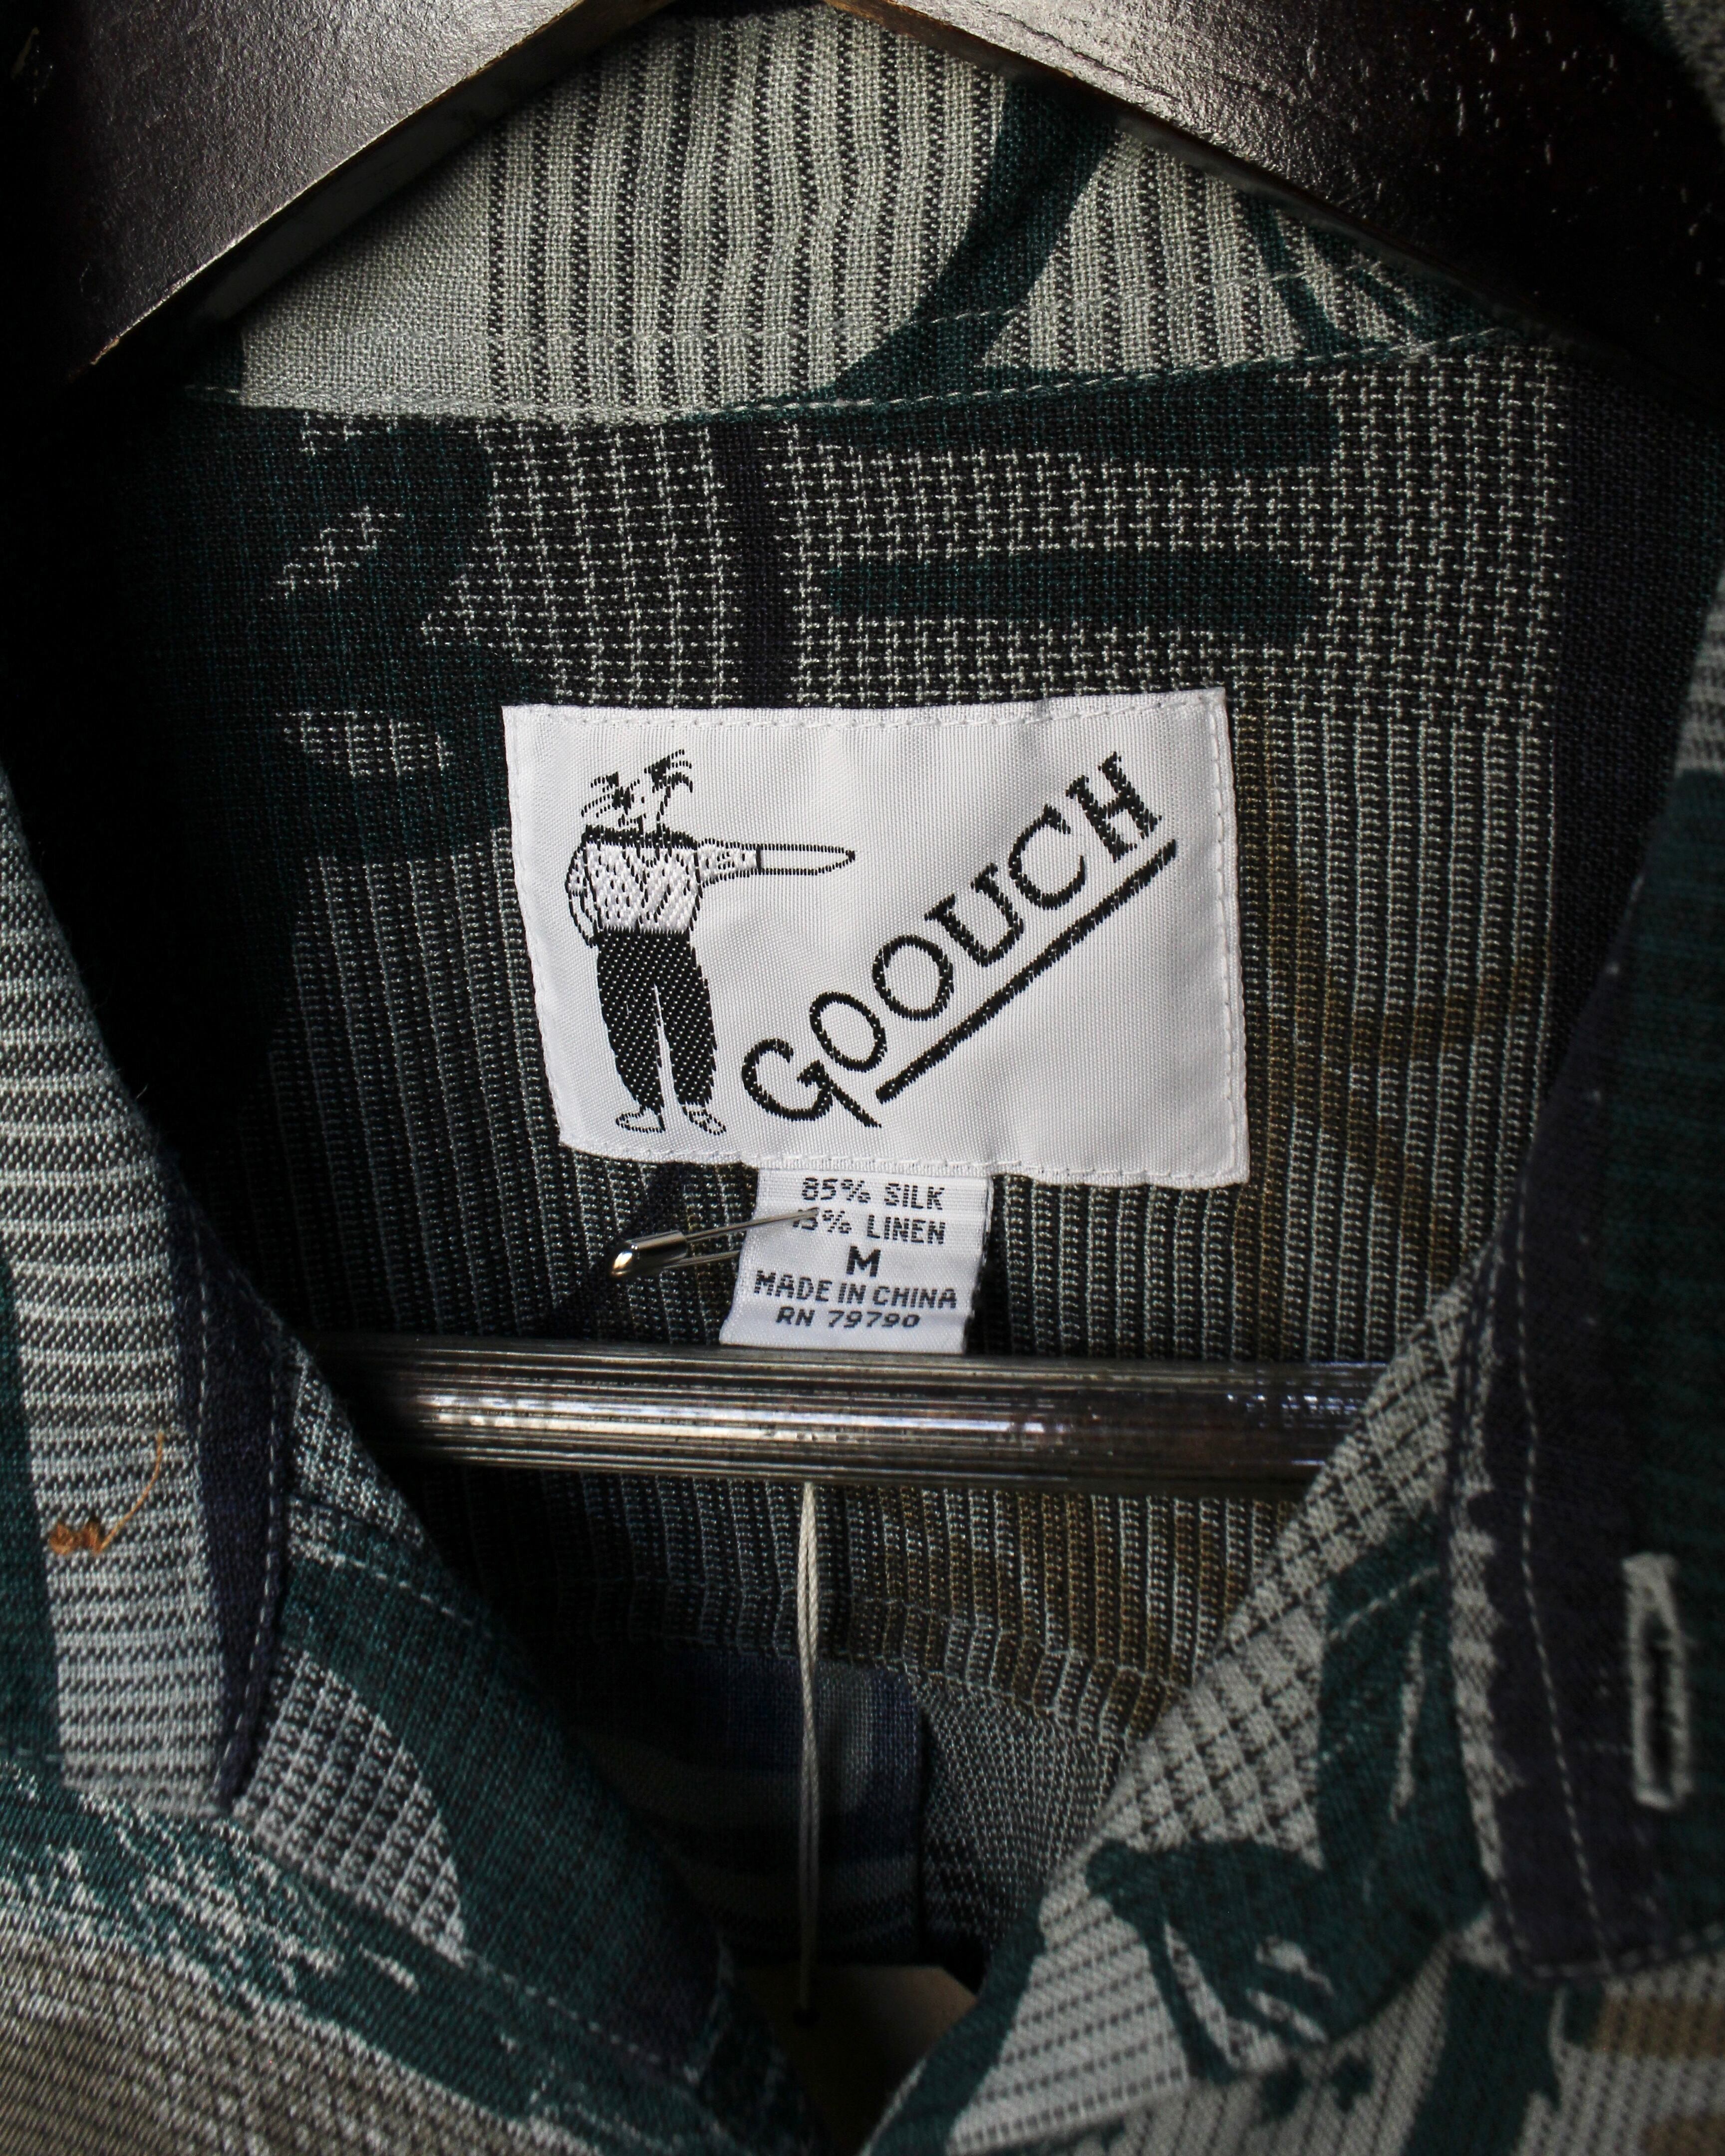 GOOUCH
85% SILK
15% LINEN
M
MADE IN CHINA
RN 79790